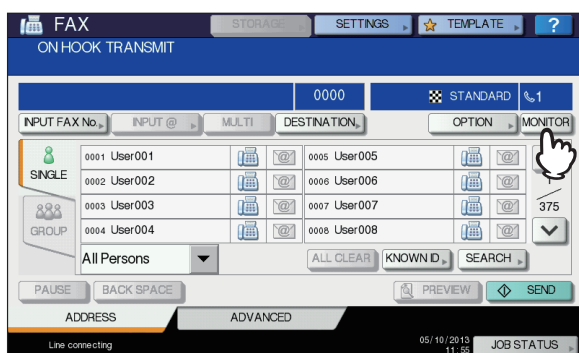 FAX STORAGE SETTINGS TEMPLATE ?
ON HOOK TRANSMIT
0000 STANDARD 1
INPUT FAX No. INPUT @ MULTI DESTINATION OPTION MONITOR
SINGLE
0001 User001 @ 0005 User005 @
0002 User002 @ 0006 User006 @
1
0003 User003 @ 0007 User007 @
375
GROUP
0004 User004 @ 0008 User008 @
All Persons ALL CLEAR KNOWN ID SEARCH
PAUSE BACK SPACE PREVIEW SEND
ADDRESS ADVANCED
Line connecting 05/10/2013
11:55 JOB STATUS